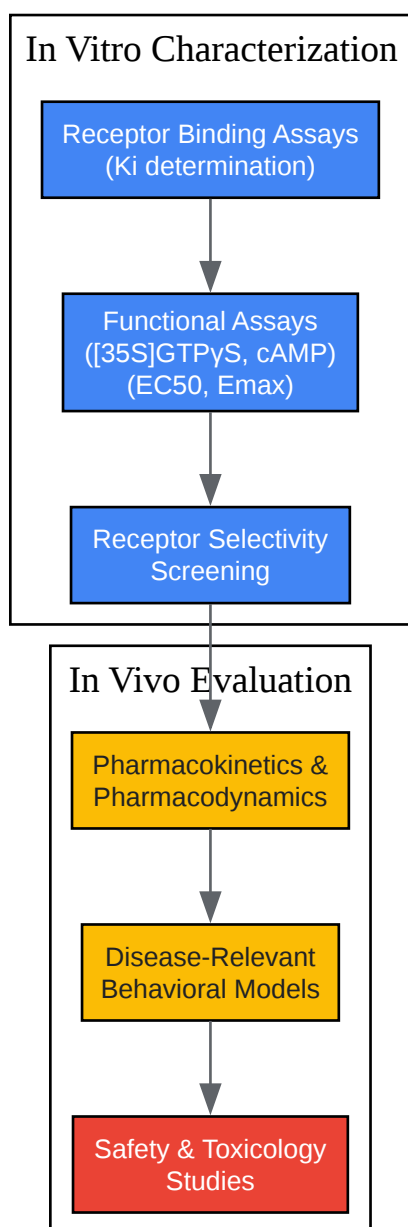 In Vitro Characterization
Receptor Binding Assays
(Ki determination)
Functional Assays
([35S]GTPγS, cAMP)
(EC50, Emax)
Receptor Selectivity
Screening
In Vivo Evaluation
Pharmacokinetics &
Pharmacodynamics
Disease-Relevant
Behavioral Models
Safety & Toxicology
Studies